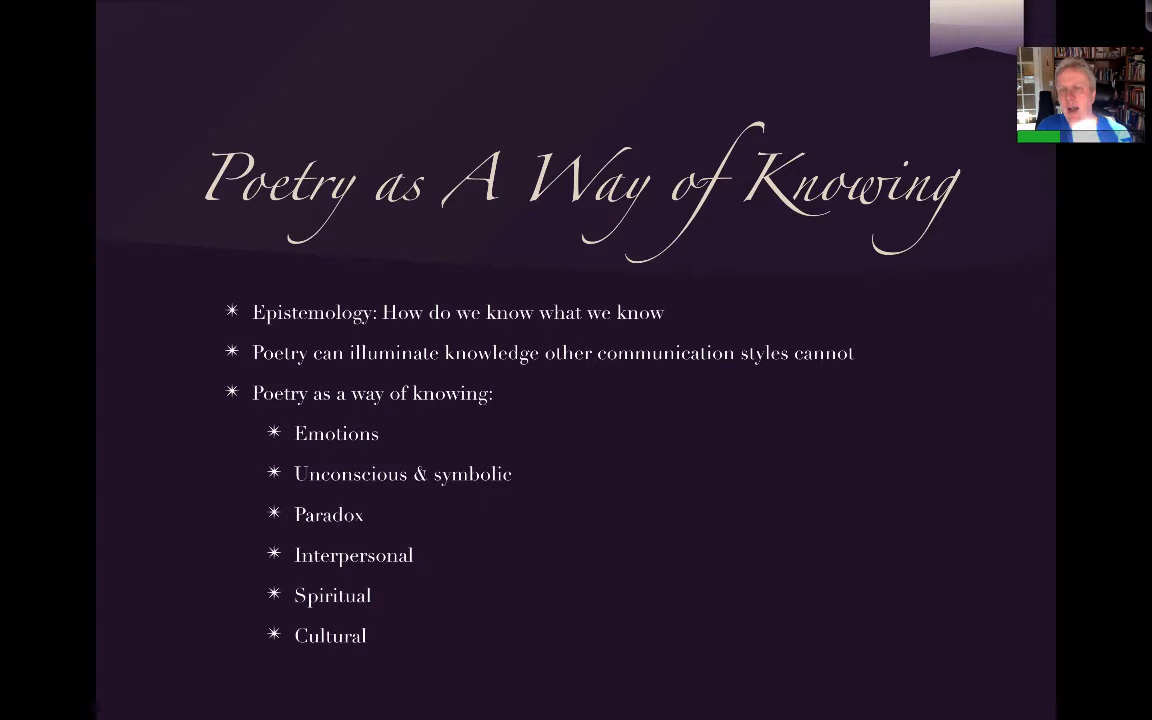 Poetry as A Way of Knowing
Epistemology: How do we know what we know
Poetry can illuminate knowledge other communication styles cannot
Poetry as a way of knowing:
Emotions
Unconscious & symbolic
Paradox
Interpersonal
Spiritual
Cultural